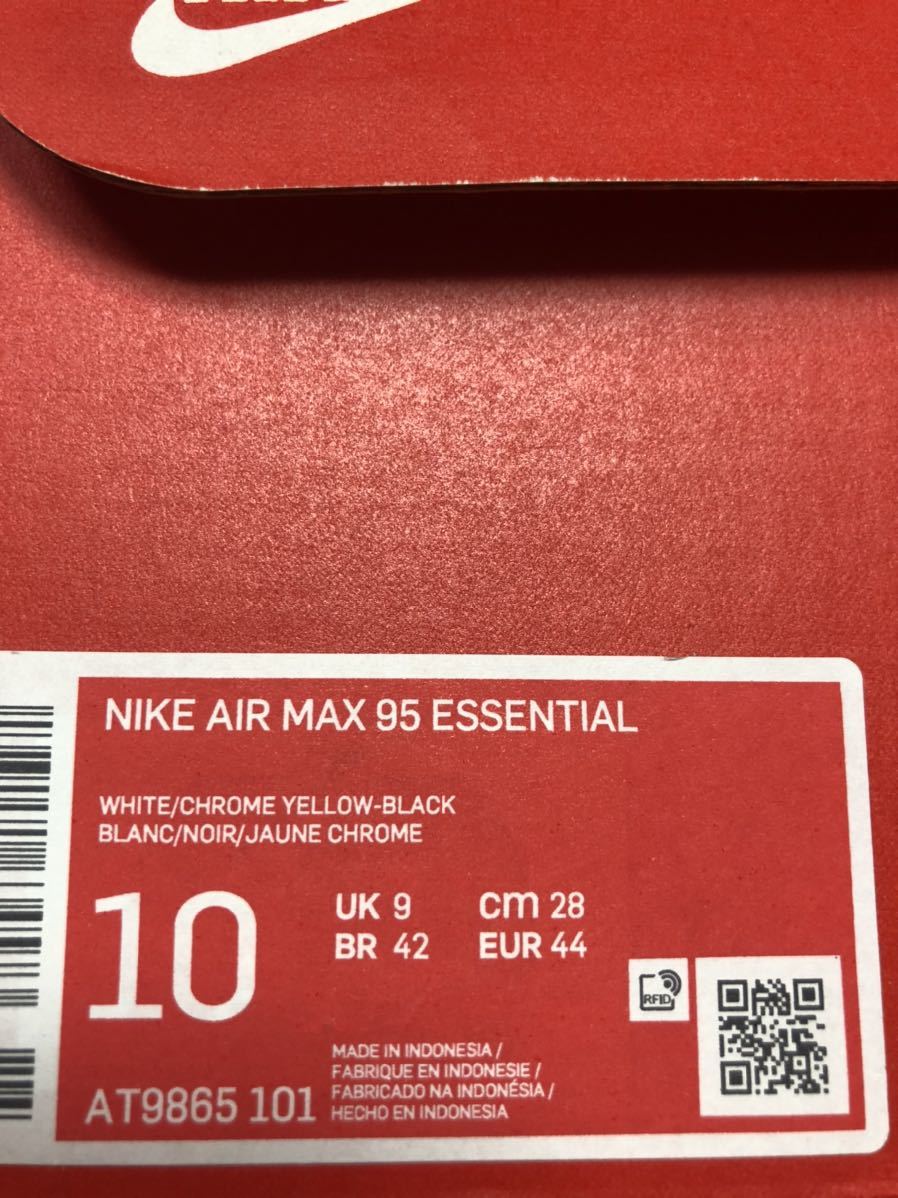 NIKE AIR MAX 95 ESSENTIAL
WHITE/CHROME YELLOW-BLACK
BLANC/NOIR/JAUNE CHROME
10
UK 9 cm 28
BR 42 EUR 44
RFID
MADE IN INDONESIA /
FABRIQUE EN INDONESIE /
FABRICADO NA INDONÉSIA /
HECHO EN INDONESIA
AT9865 101